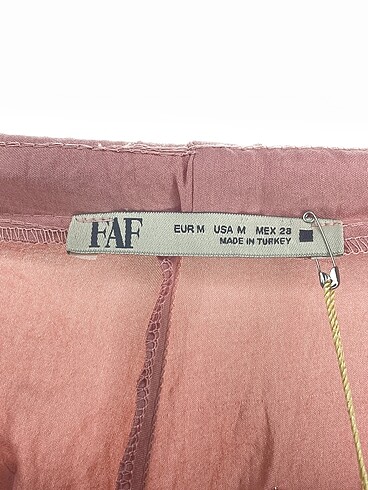 FAF
EUR M USA M MEX 28
MADE IN TURKEY